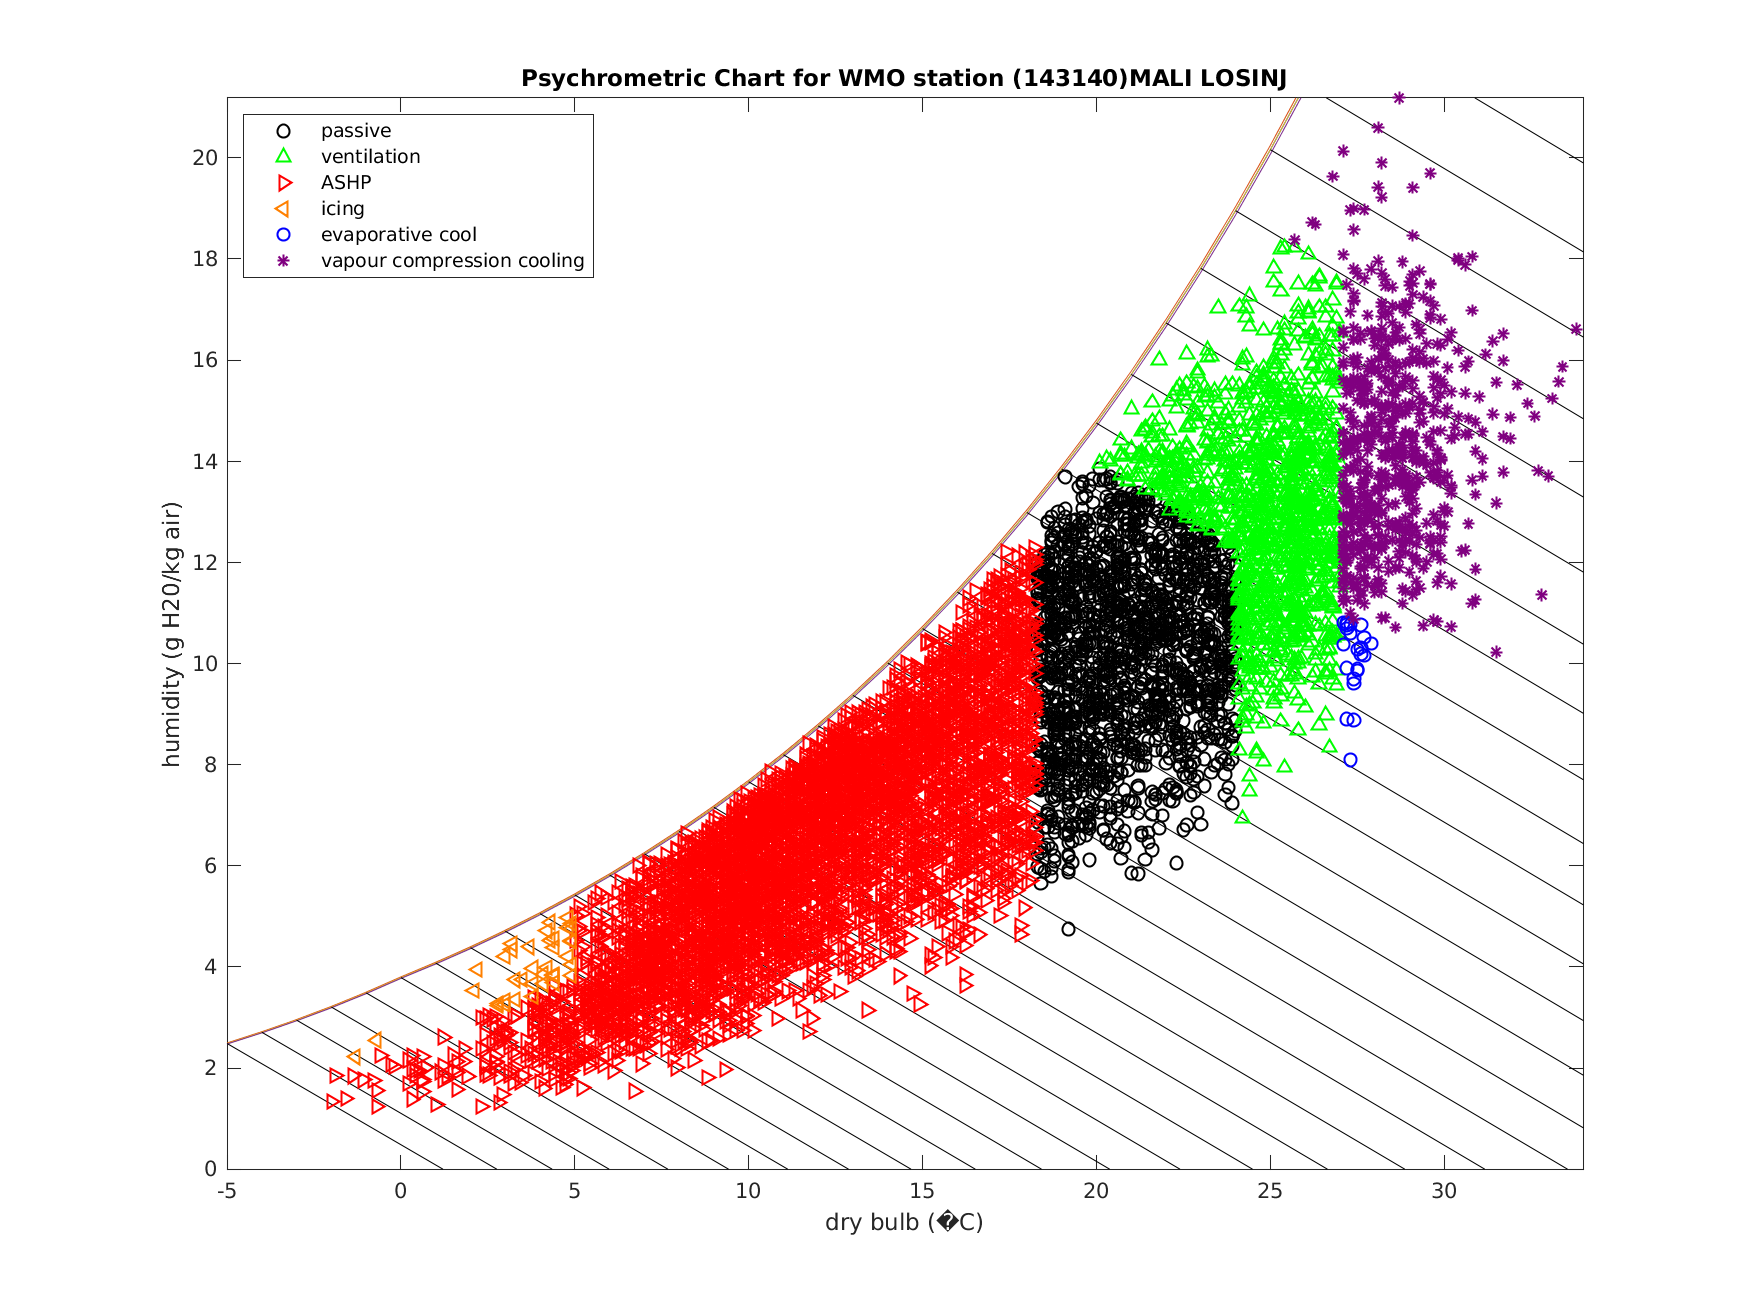 Psychrometric Chart for WMO station (143140)MALI LOSINJ
passive
ventilation
ASHP
icing
evaporative cool
vapour compression cooling
humidity (g H20/kg air)
20
18
16
14
12
10
8
6
4
2
0
-5 0 5 10 15 20 25 30
dry bulb (�C)